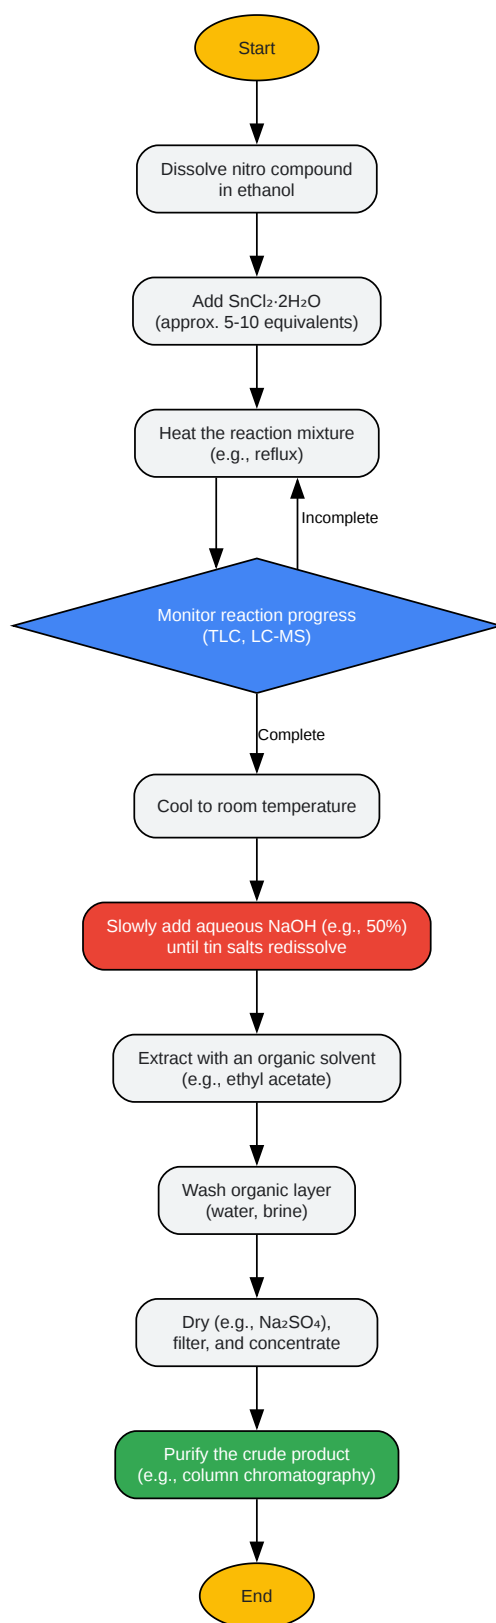 Start
Dissolve nitro compound
in ethanol
Add SnCl₂·2H₂O
(approx. 5-10 equivalents)
Heat the reaction mixture
(e.g., reflux)
Incomplete
Monitor reaction progress
(TLC, LC-MS)
Complete
Cool to room temperature
Slowly add aqueous NaOH (e.g., 50%)
until tin salts redissolve
Extract with an organic solvent
(e.g., ethyl acetate)
Wash organic layer
(water, brine)
Dry (e.g., Na₂SO₄),
filter, and concentrate
Purify the crude product
(e.g., column chromatography)
End